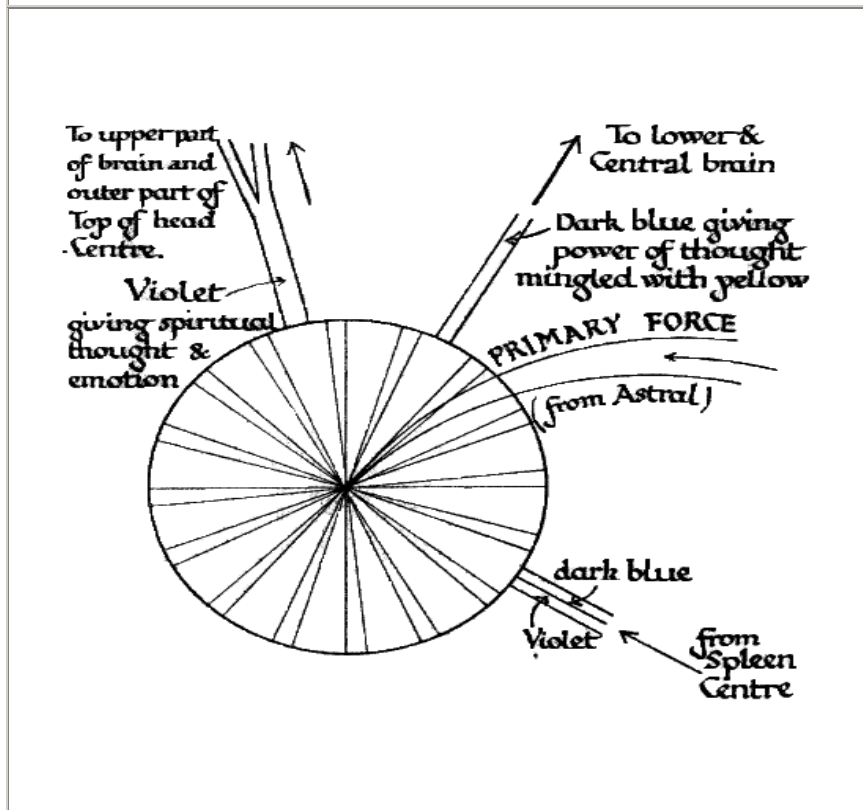 To upper part
of brain and
outer part of
Top of head
Centre.
Violet
giving spiritual
thought &
emotion
To lower &
Central brain
Dark blue giving
power of thought
mingled with yellow
PRIMARY FORCE
(from Astral)
dark blue
Violet
from
Spleen
Centre